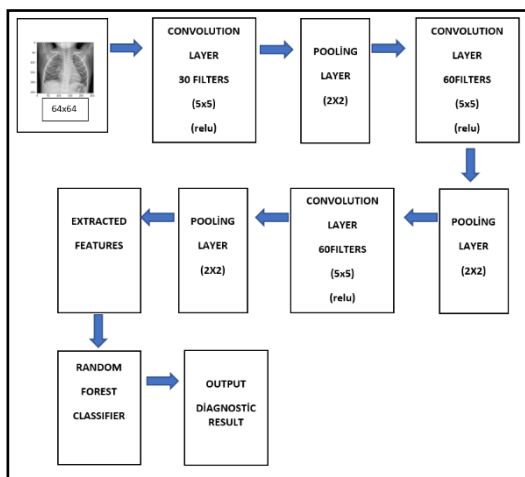 64x64
CONVOLUTION
LAYER
30 FILTERS
(5x5)
(relu)
POOLİNG
LAYER
(2X2)
CONVOLUTION
LAYER
60FILTERS
(5x5)
(relu)
POOLİNG
LAYER
(2X2)
CONVOLUTION
LAYER
60FILTERS
(5x5)
(relu)
POOLİNG
LAYER
(2X2)
EXTRACTED
FEATURES
RANDOM
FOREST
CLASSIFIER
OUTPUT
DİAGNOSTİC
RESULT